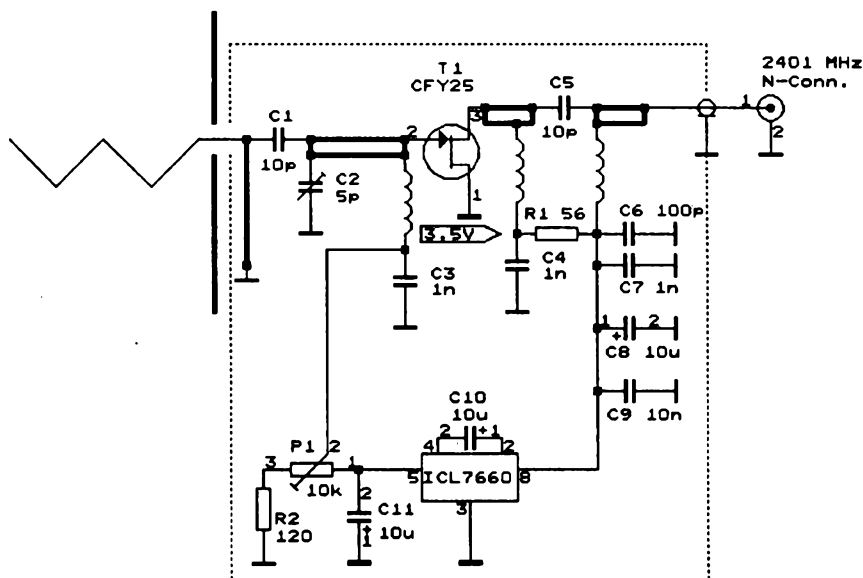 2401 MHz
N-Conn.
T1
CFY25
C5
10p
3
1
2
C1
10p
2
C2
5p
1
R1 56
C6 100p
3.5V
C3
1n
C4
1n
C7 1n
1 + 2
C8 10u
C10
10u
C9 10n
2 + 1
P1 2
4 2
3 1
10k
5 ICL7660 8
2
3
R2
120
C11
10u
+
1